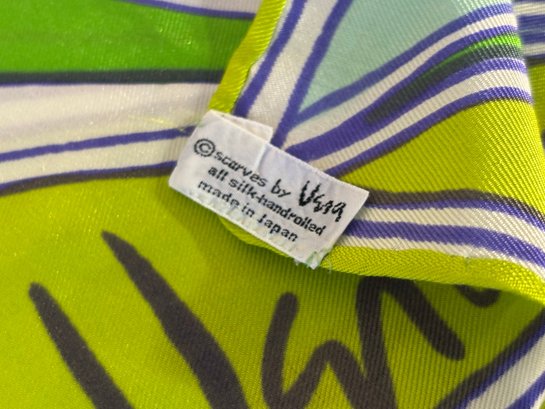 © scarves by Vera
all silk-handrolled
made in Japan